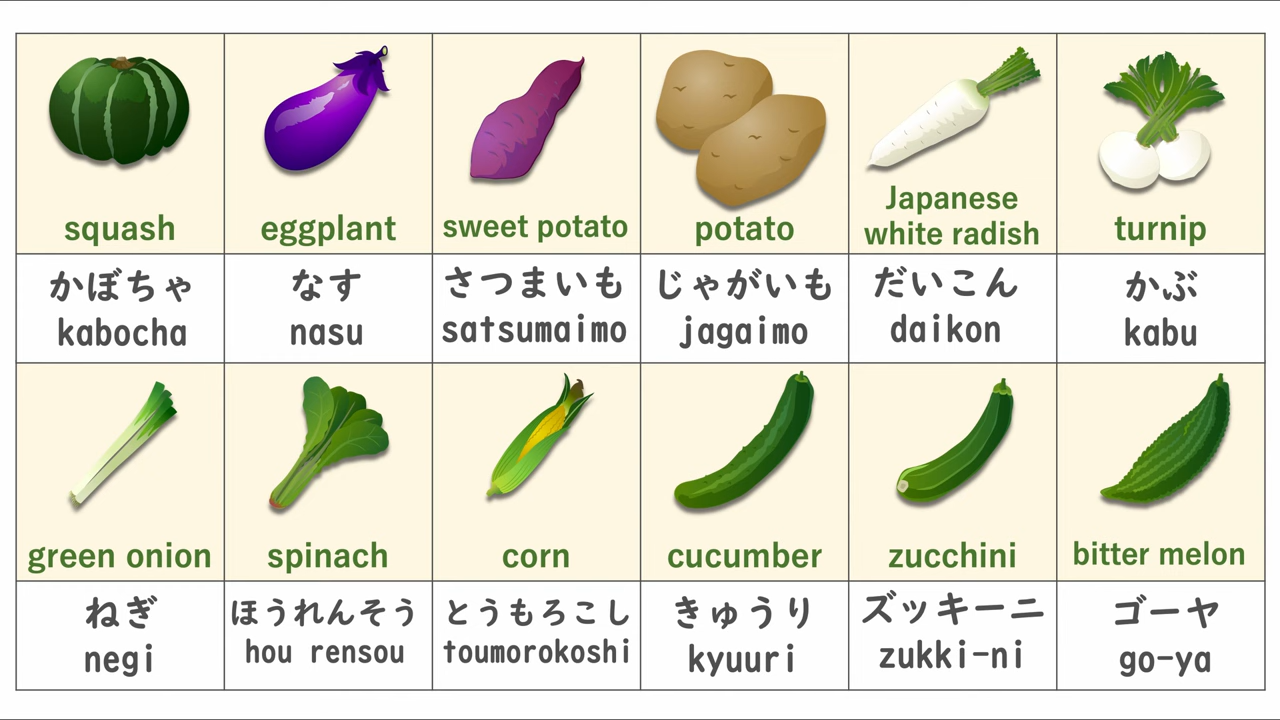 squash
eggplant
sweet potato
potato
Japanese
white radish
turnip
かぼちゃ
kabocha
なす
nasu
さつまいも
satsumaimo
じゃがいも
jagaimo
だいこん
daikon
かぶ
kabu
green onion
spinach
corn
cucumber
zucchini
bitter melon
ねぎ
negi
ほうれんそう
hou rensou
とうもろこし
toumorokoshi
きゅうり
kyuuri
ズッキーニ
zukki-ni
ゴーヤ
go-ya